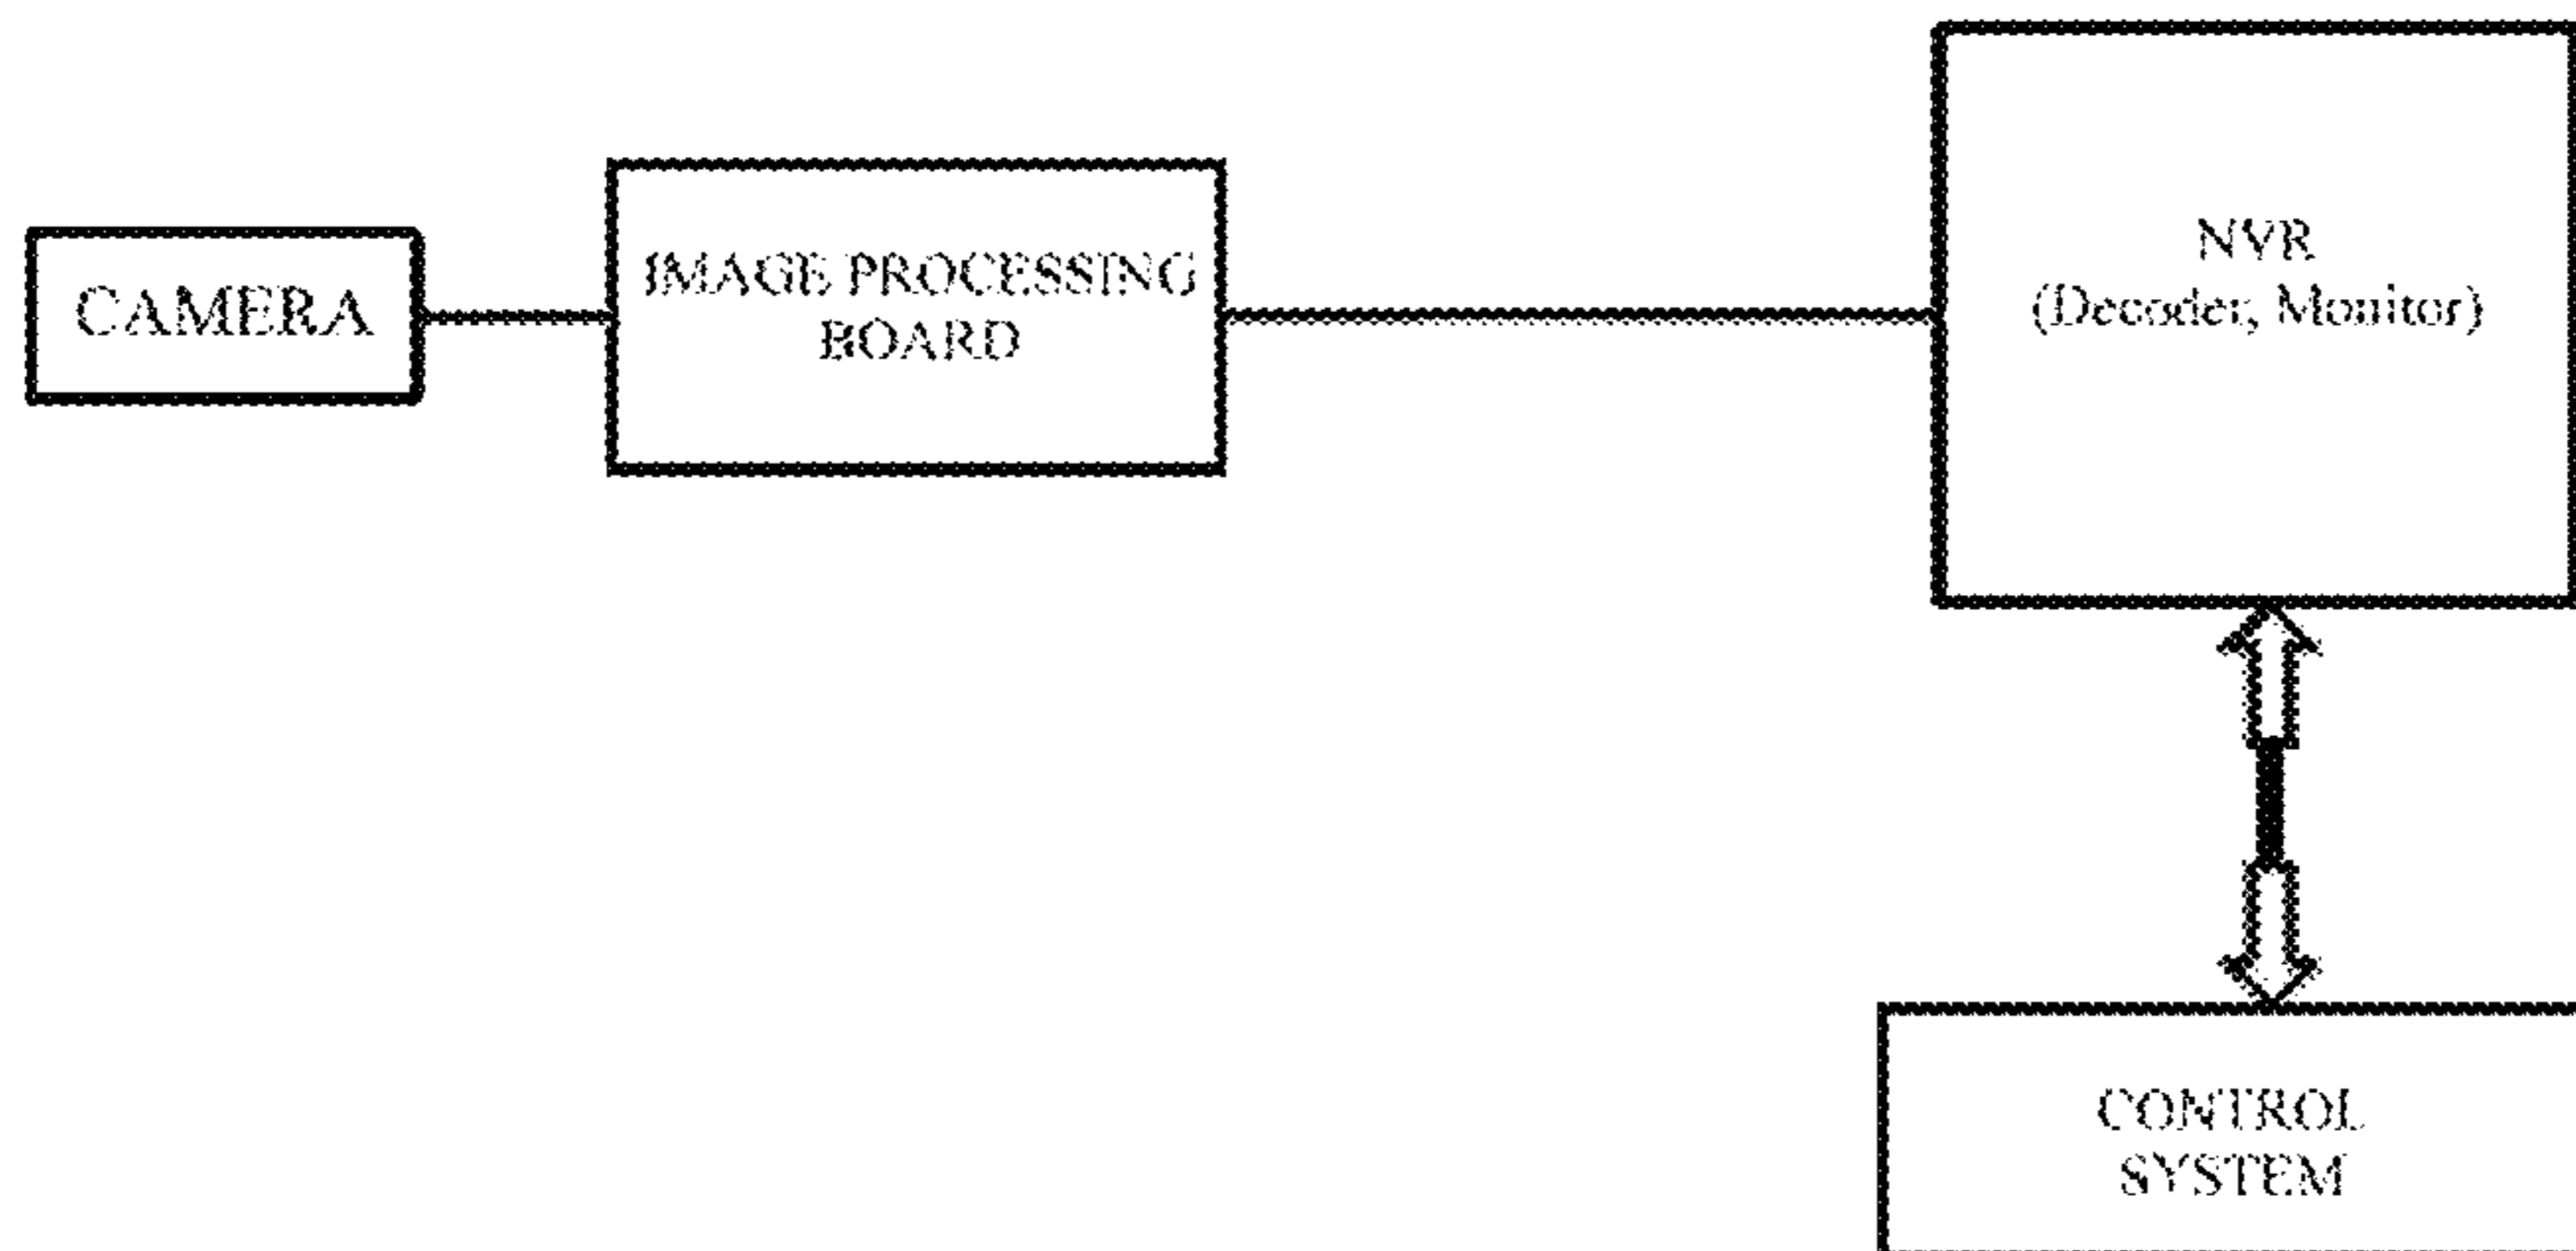 CAMERA
IMAGE PROCESSING
BOARD
NVR
(Decoder, Monitor)
CONTROL
SYSTEM